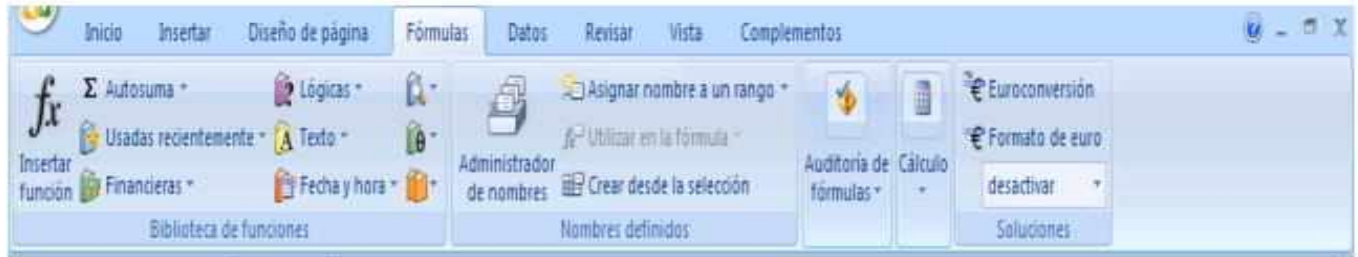 Inicio Insertar Diseño de página Fórmulas Datos Revisar Vista Complementos
fx
Insertar función
Σ Autosuma
Usadas recientemente
Financieras
Lógicas
Texto
Fecha y hora
Biblioteca de funciones
Administrador de nombres
Asignar nombre a un rango
Utilizar en la fórmula
Crear desde la selección
Nombres definidos
Auditoría de fórmulas
Cálculo
Euroconversión
Formato de euro
desactivar
Soluciones